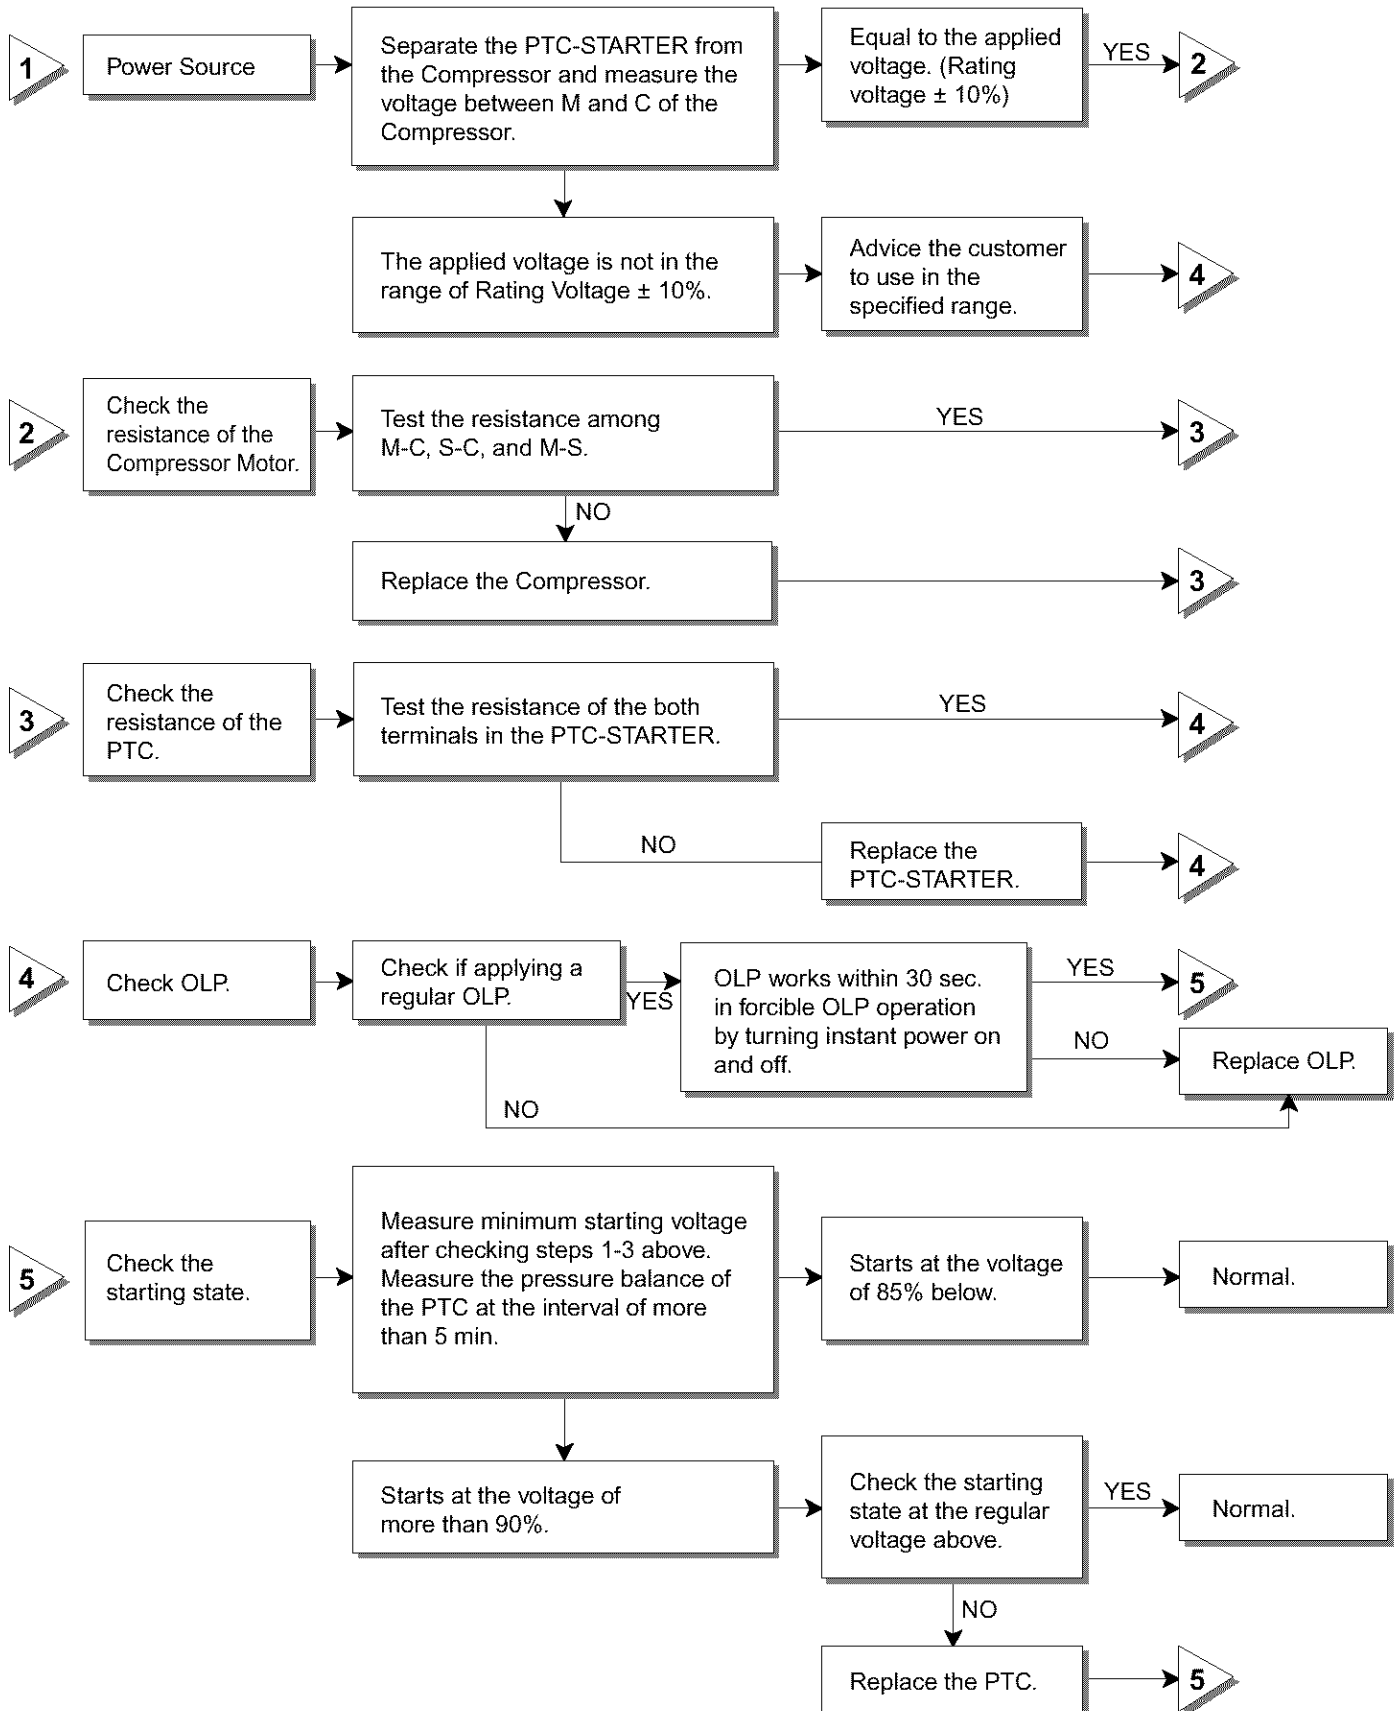 1
Power Source
Separate the PTC-STARTER from
the Compressor and measure the
voltage between M and C of the
Compressor.
Equal to the applied
voltage. (Rating
voltage ± 10%)
YES
2
The applied voltage is not in the
range of Rating Voltage ± 10%.
Advice the customer
to use in the
specified range.
4
2
Check the
resistance of the
Compressor Motor.
Test the resistance among
M-C, S-C, and M-S.
YES
3
NO
Replace the Compressor.
3
3
Check the
resistance of the
PTC.
Test the resistance of the both
terminals in the PTC-STARTER.
YES
4
NO
Replace the
PTC-STARTER.
4
4
Check OLP.
Check if applying a
regular OLP.
YES
OLP works within 30 sec.
in forcible OLP operation
by turning instant power on
and off.
YES
5
NO
Replace OLP.
NO
5
Check the
starting state.
Measure minimum starting voltage
after checking steps 1-3 above.
Measure the pressure balance of
the PTC at the interval of more
than 5 min.
Starts at the voltage
of 85% below.
Normal.
Starts at the voltage of
more than 90%.
Check the starting
state at the regular
voltage above.
YES
Normal.
NO
Replace the PTC.
5